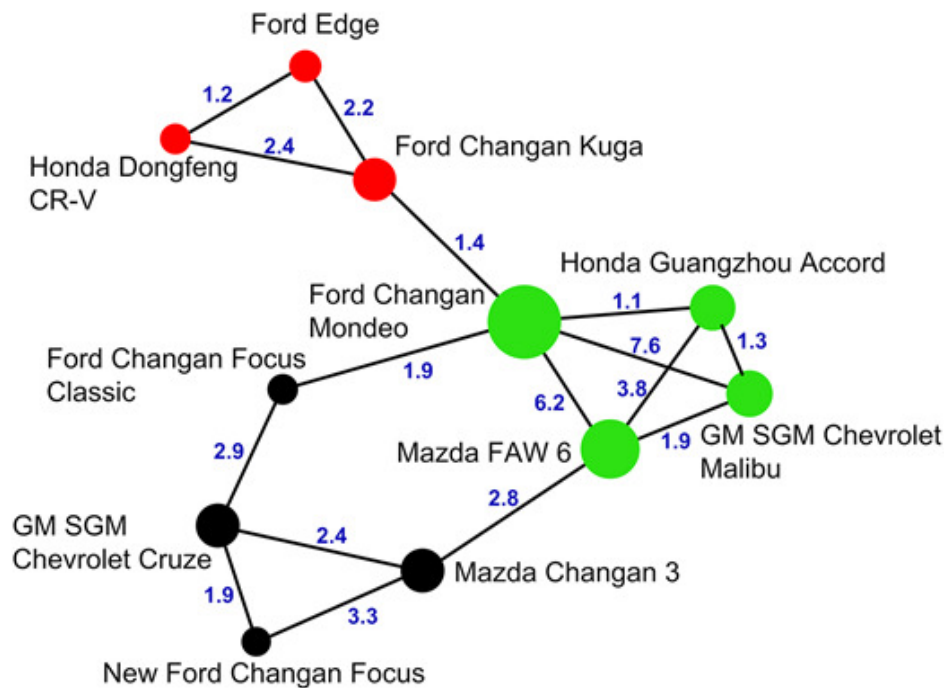 Ford Edge
1.2
2.2
2.4
Ford Changan Kuga
Honda Dongfeng
CR-V
1.4
Honda Guangzhou Accord
Ford Changan
Mondeo
1.1
7.6
1.3
Ford Changan Focus
Classic
1.9
3.8
6.2
GM SGM Chevrolet
Malibu
1.9
Mazda FAW 6
2.9
2.8
GM SGM
Chevrolet Cruze
2.4
Mazda Changan 3
1.9
3.3
New Ford Changan Focus